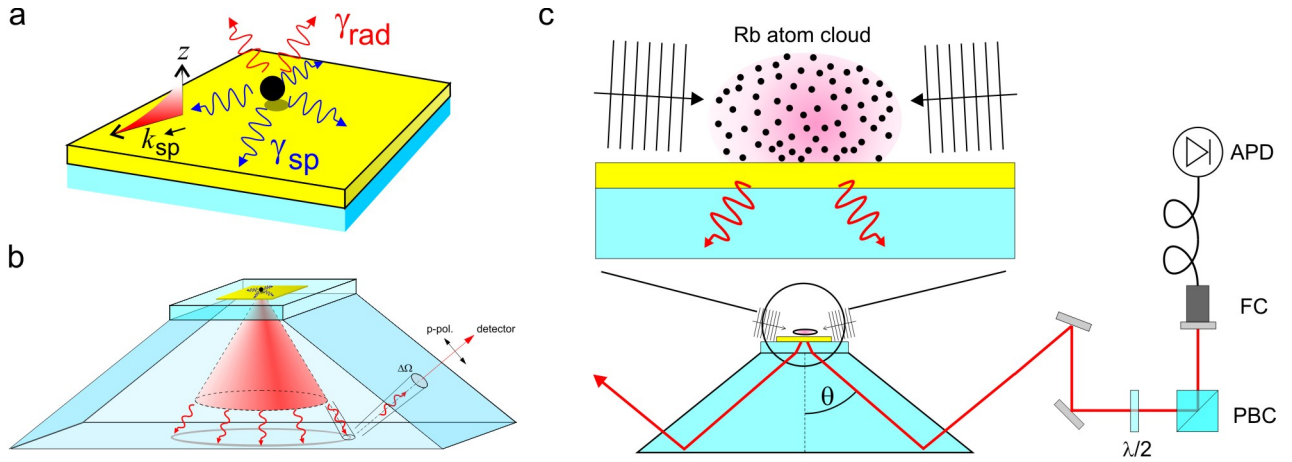 a
z
γrad
ksp
γsp
b
p-pol.
detector
ΔΩ
c
Rb atom cloud
APD
FC
θ
λ/2
PBC